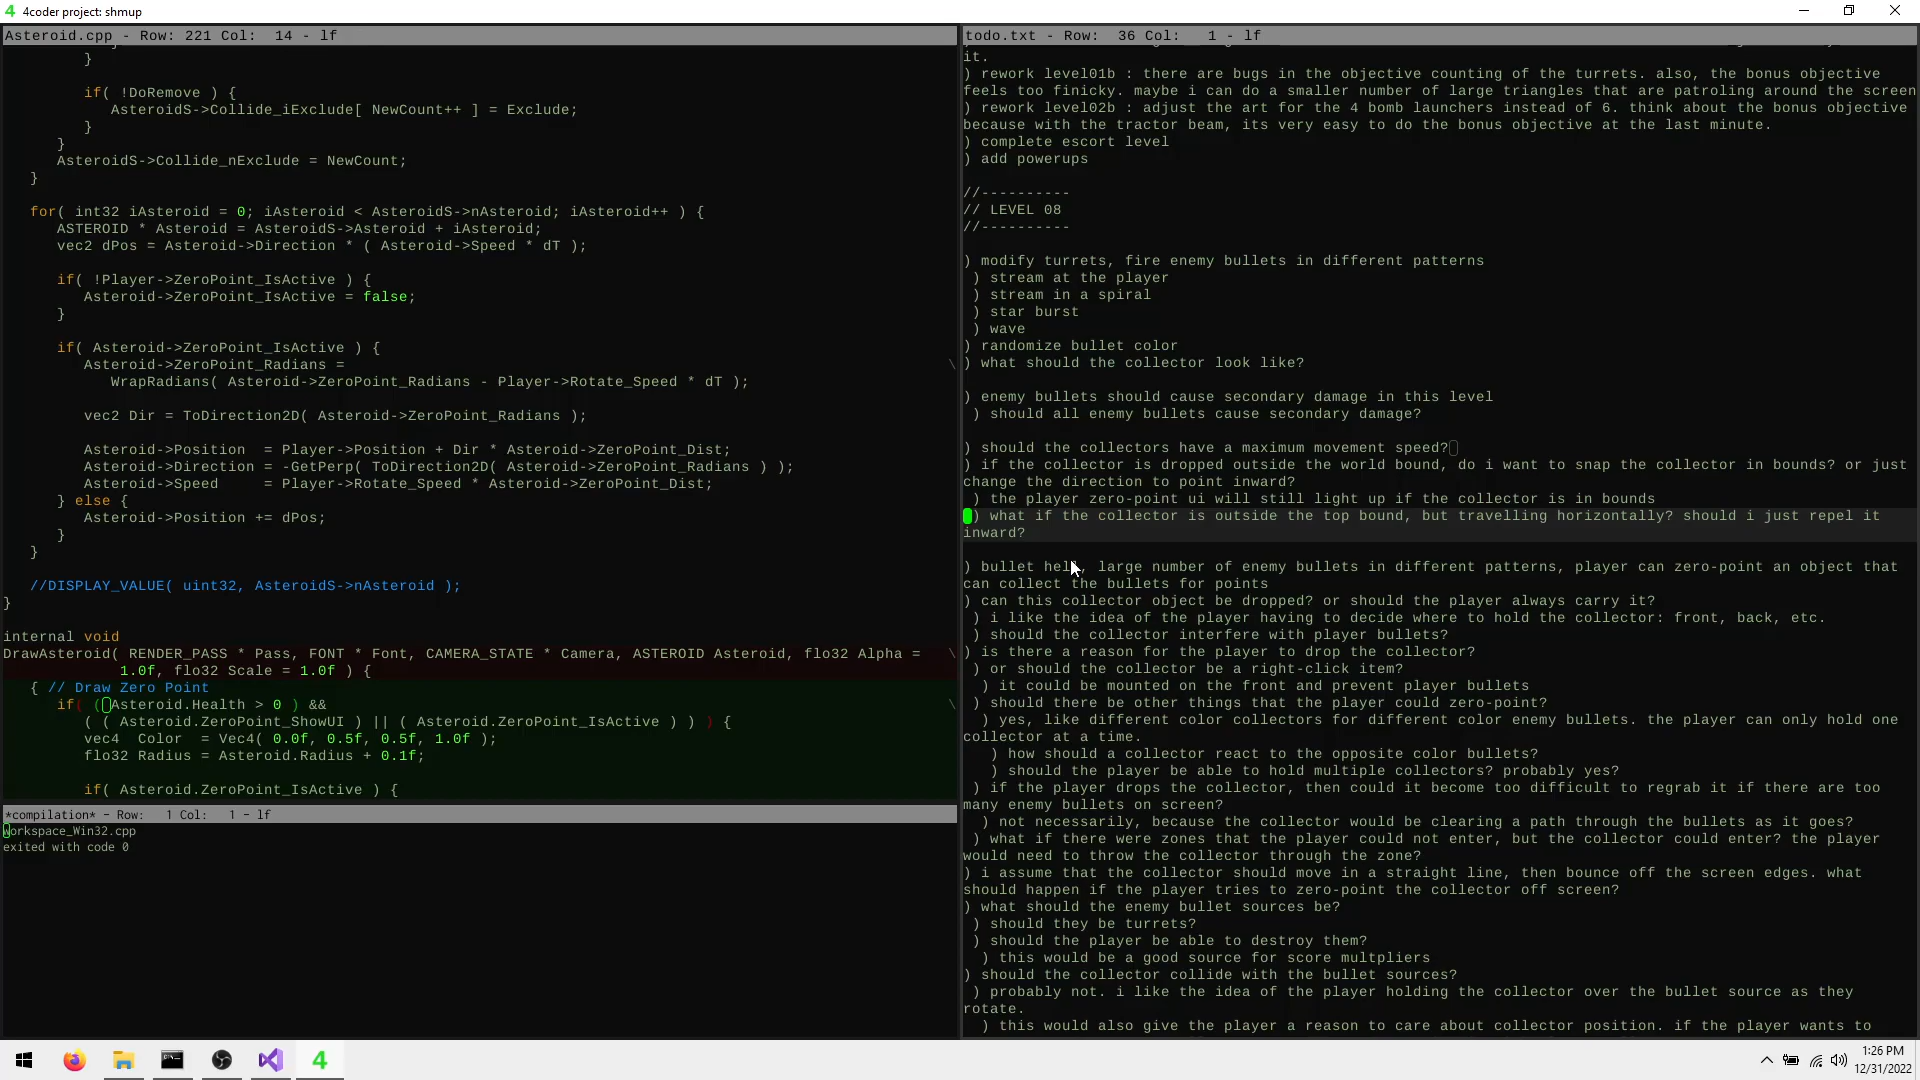 4coder project: shmup
Asteroid.cpp - Row: 221 Col:  14 - lf
}
if( !DoRemove ) {
AsteroidS->Collide_iExclude[ NewCount++ ] = Exclude;
}
}
AsteroidS->Collide_nExclude = NewCount;
}
for( int32 iAsteroid = 0; iAsteroid < AsteroidS->nAsteroid; iAsteroid++ ) {
ASTEROID * Asteroid = AsteroidS->Asteroid + iAsteroid;
vec2 dPos = Asteroid->Direction * ( Asteroid->Speed * dT );
if( !Player->ZeroPoint_IsActive ) {
Asteroid->ZeroPoint_IsActive = false;
}
if( Asteroid->ZeroPoint_IsActive ) {
Asteroid->ZeroPoint_Radians = \
WrapRadians( Asteroid->ZeroPoint_Radians - Player->Rotate_Speed * dT );
vec2 Dir = ToDirection2D( Asteroid->ZeroPoint_Radians );
Asteroid->Position  = Player->Position + Dir * Asteroid->ZeroPoint_Dist;
Asteroid->Direction = -GetPerp( ToDirection2D( Asteroid->ZeroPoint_Radians ) );
Asteroid->Speed     = Player->Rotate_Speed * Asteroid->ZeroPoint_Dist;
} else {
Asteroid->Position += dPos;
}
}
//DISPLAY_VALUE( uint32, AsteroidS->nAsteroid );
}
internal void
DrawAsteroid( RENDER_PASS * Pass, FONT * Font, CAMERA_STATE * Camera, ASTEROID Asteroid, flo32 Alpha = \
1.0f, flo32 Scale = 1.0f ) {
{ // Draw Zero Point
if( ( Asteroid.Health > 0 ) && \
( ( Asteroid.ZeroPoint_ShowUI ) || ( Asteroid.ZeroPoint_IsActive ) ) ) {
vec4  Color  = Vec4( 0.0f, 0.5f, 0.5f, 1.0f );
flo32 Radius = Asteroid.Radius + 0.1f;
if( Asteroid.ZeroPoint_IsActive ) {
*compilation* - Row:   1 Col:   1 - lf
workspace_Win32.cpp
exited with code 0
todo.txt - Row:  36 Col:   1 - lf
it.
) rework level01b : there are bugs in the objective counting of the turrets. also, the bonus objective
feels too finicky. maybe i can do a smaller number of large triangles that are patroling around the screen
) rework level02b : adjust the art for the 4 bomb launchers instead of 6. think about the bonus objective
because with the tractor beam, its very easy to do the bonus objective at the last minute.
) complete escort level
) add powerups
//----------
// LEVEL 08
//----------
) modify turrets, fire enemy bullets in different patterns
) stream at the player
) stream in a spiral
) star burst
) wave
) randomize bullet color
) what should the collector look like?
) enemy bullets should cause secondary damage in this level
) should all enemy bullets cause secondary damage?
) should the collectors have a maximum movement speed?
) if the collector is dropped outside the world bound, do i want to snap the collector in bounds? or just
change the direction to point inward?
) the player zero-point ui will still light up if the collector is in bounds
) what if the collector is outside the top bound, but travelling horizontally? should i just repel it
inward?
) bullet hell, large number of enemy bullets in different patterns, player can zero-point an object that
can collect the bullets for points
) can this collector object be dropped? or should the player always carry it?
) i like the idea of the player having to decide where to hold the collector: front, back, etc.
) should the collector interfere with player bullets?
) is there a reason for the player to drop the collector?
) or should the collector be a right-click item?
) it could be mounted on the front and prevent player bullets
) should there be other things that the player could zero-point?
) yes, like different color collectors for different color enemy bullets. the player can only hold one
collector at a time.
) how should a collector react to the opposite color bullets?
) should the player be able to hold multiple collectors? probably yes?
) if the player drops the collector, then could it become too difficult to regrab it if there are too
many enemy bullets on screen?
) not necessarily, because the collector would be clearing a path through the bullets as it goes?
) what if there were zones that the player could not enter, but the collector could enter? the player
would need to throw the collector through the zone?
) i assume that the collector should move in a straight line, then bounce off the screen edges. what
should happen if the player tries to zero-point the collector off screen?
) what should the enemy bullet sources be?
) should they be turrets?
) should the player be able to destroy them?
) this would be a good source for score multpliers
) should the collector collide with the bullet sources?
) probably not. i like the idea of the player holding the collector over the bullet source as they
rotate.
) this would also give the player a reason to care about collector position. if the player wants to
4
1:26 PM
12/31/2022